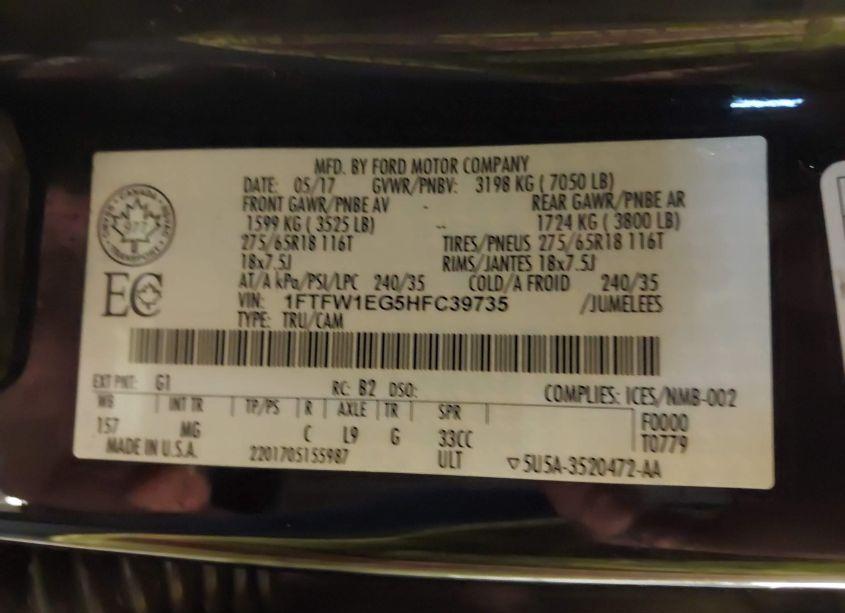 MFD. BY FORD MOTOR COMPANY
DATE: 05/17 GVWR/PNBV: 3198 KG ( 7050 LB)
FRONT GAWR/PNBE AV - REAR GAWR/PNBE AR
1599 KG ( 3525 LB) -- 1724 KG ( 3800 LB)
275/65R18 116T TIRES/PNEUS 275/65R18 116T
18x7.5J RIMS/JANTES 18x7.5J
AT/A kPa/PSI/LPC 240/35 COLD/A FROID 240/35
VIN: 1FTFW1EG5HFC39735 /JUMELEES
TYPE: TRU/CAM
CANADA
TRANSPORT
EC
EXT PNT: G1 RC: B2 DSO: COMPLIES: ICES/NMB-002
WB INT TR TP/PS R AXLE TR SPR F0000
157 MG C L9 G 33CC T0779
MADE IN U.S.A. 2201705155987 ULT ▽5U5A-3520472-AA